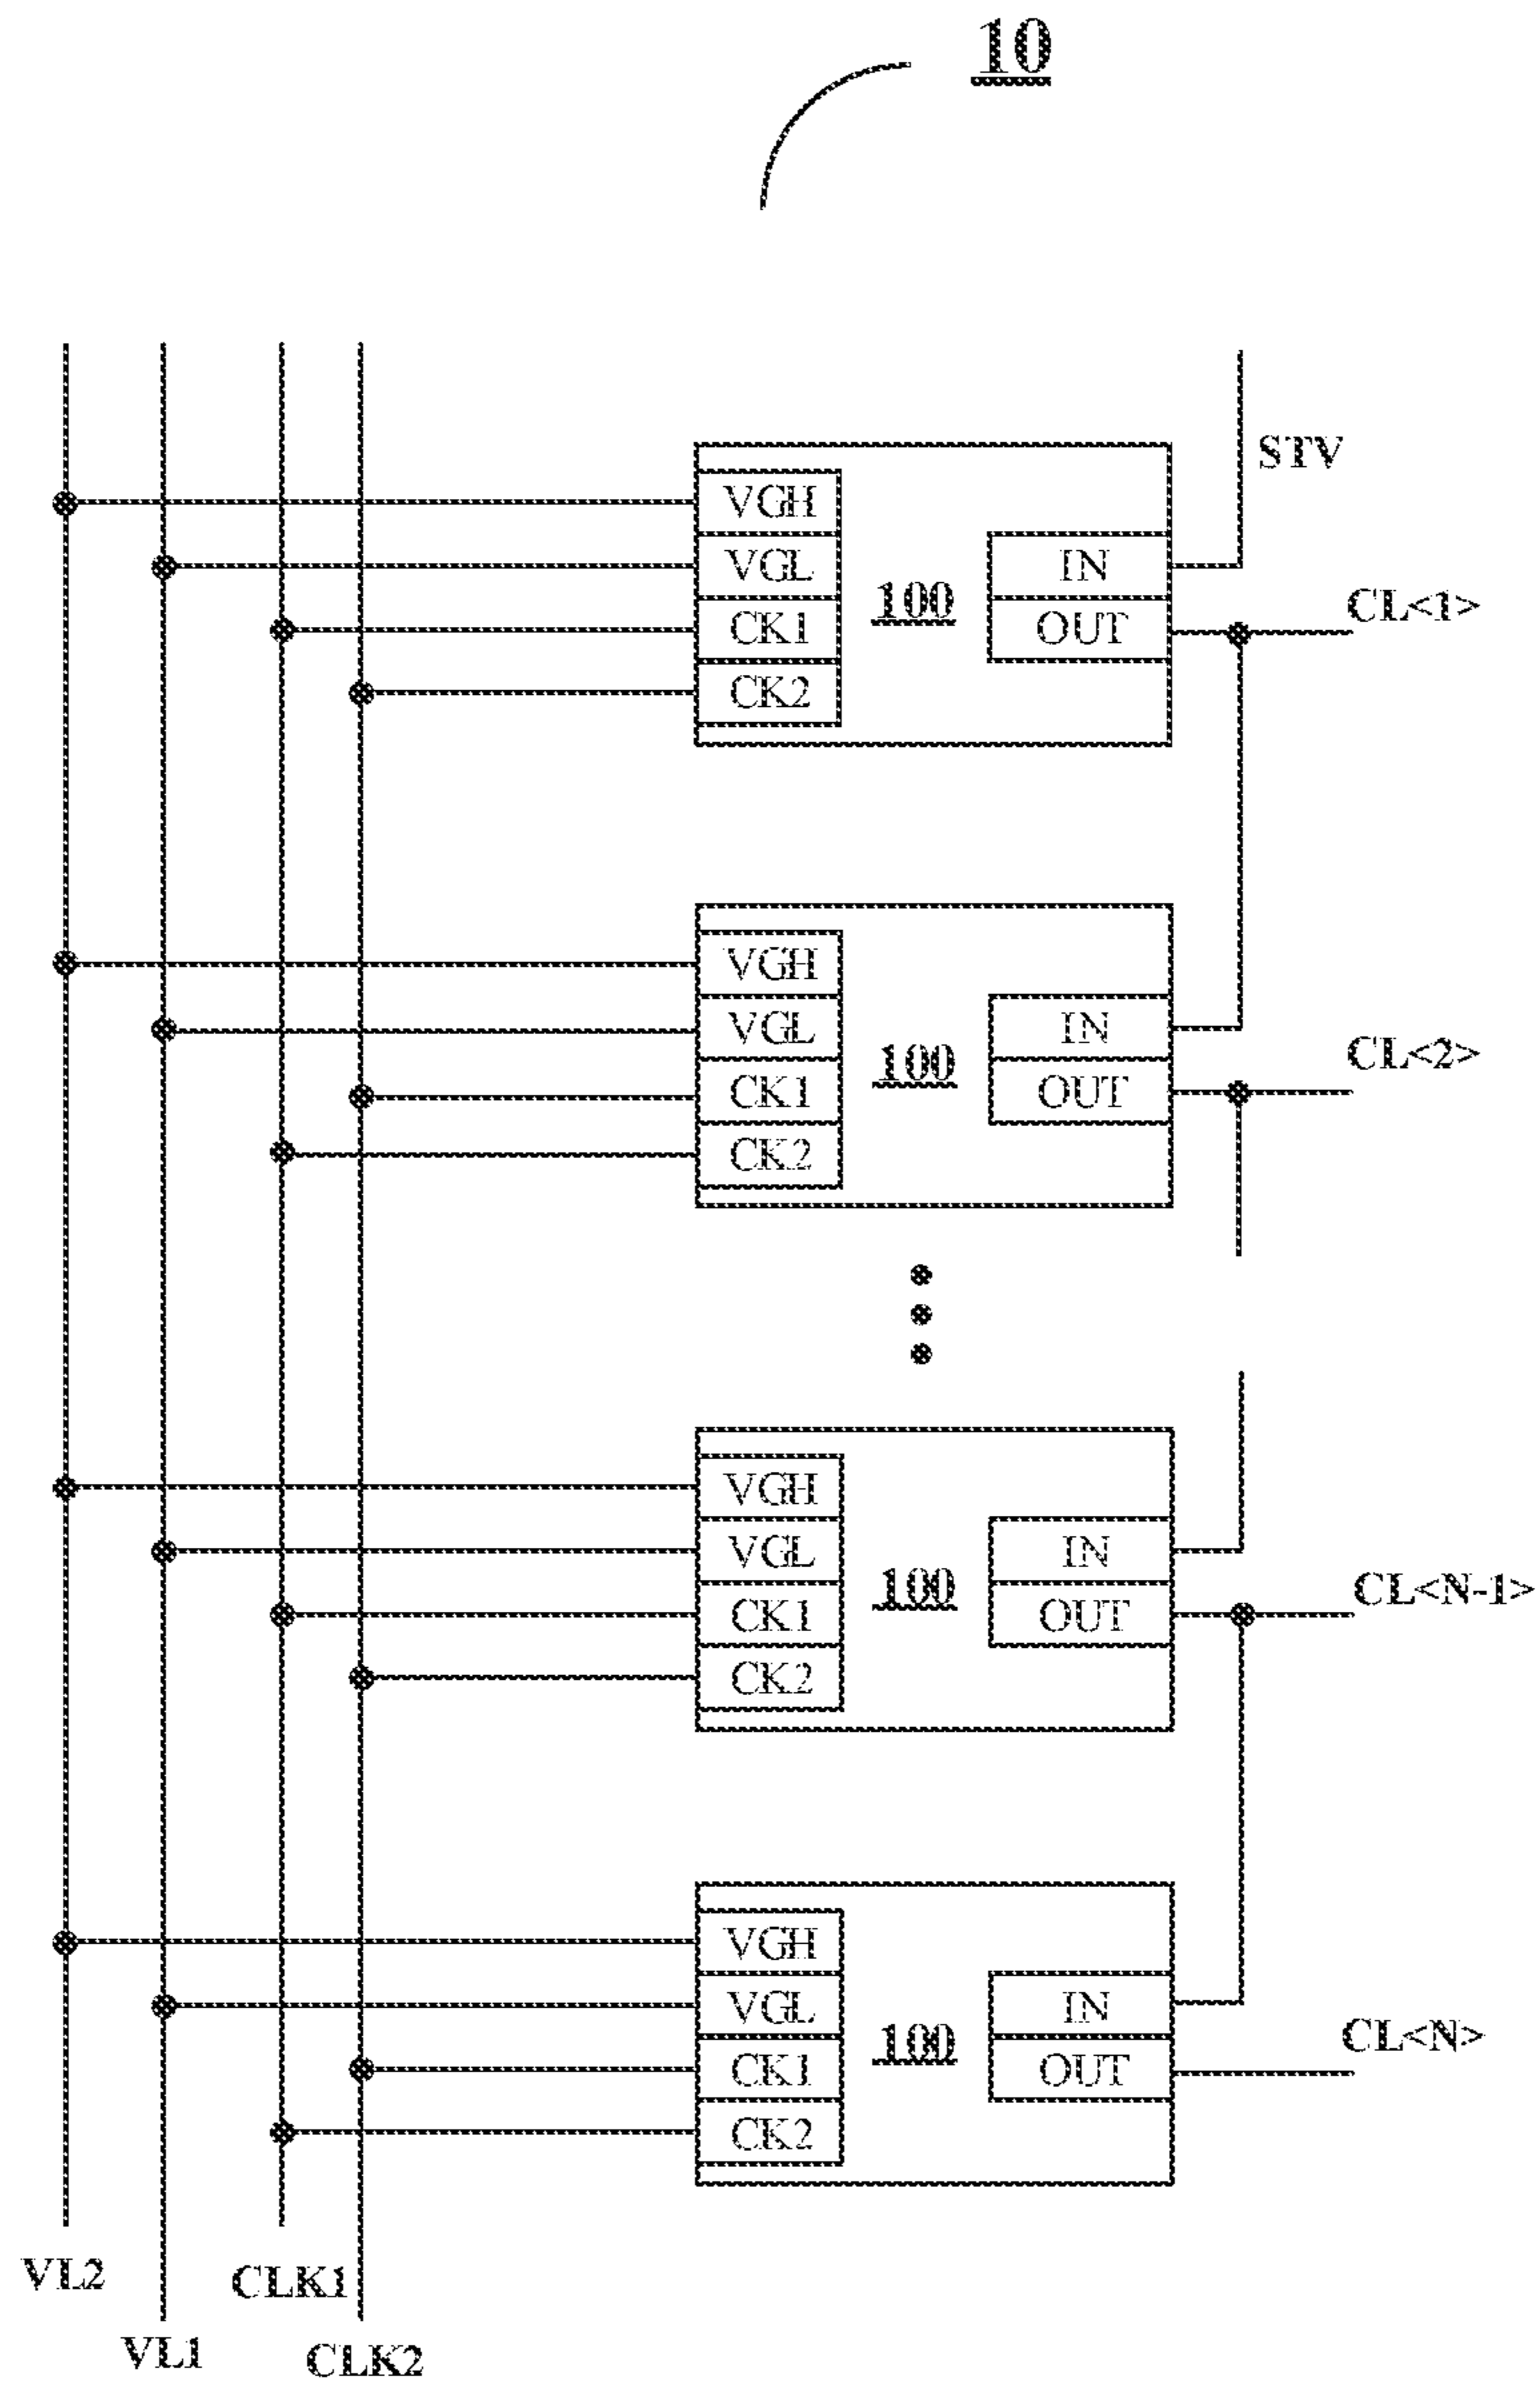 10
STV
VGH
VGL
CK1
CK2
100
IN
OUT
CL<1>
VGH
VGL
CK1
CK2
100
IN
OUT
CL<2>
VGH
VGL
CK1
CK2
100
IN
OUT
CL<N-1>
VGH
VGL
CK1
CK2
100
IN
OUT
CL<N>
VL2
VL1
CLK1
CLK2